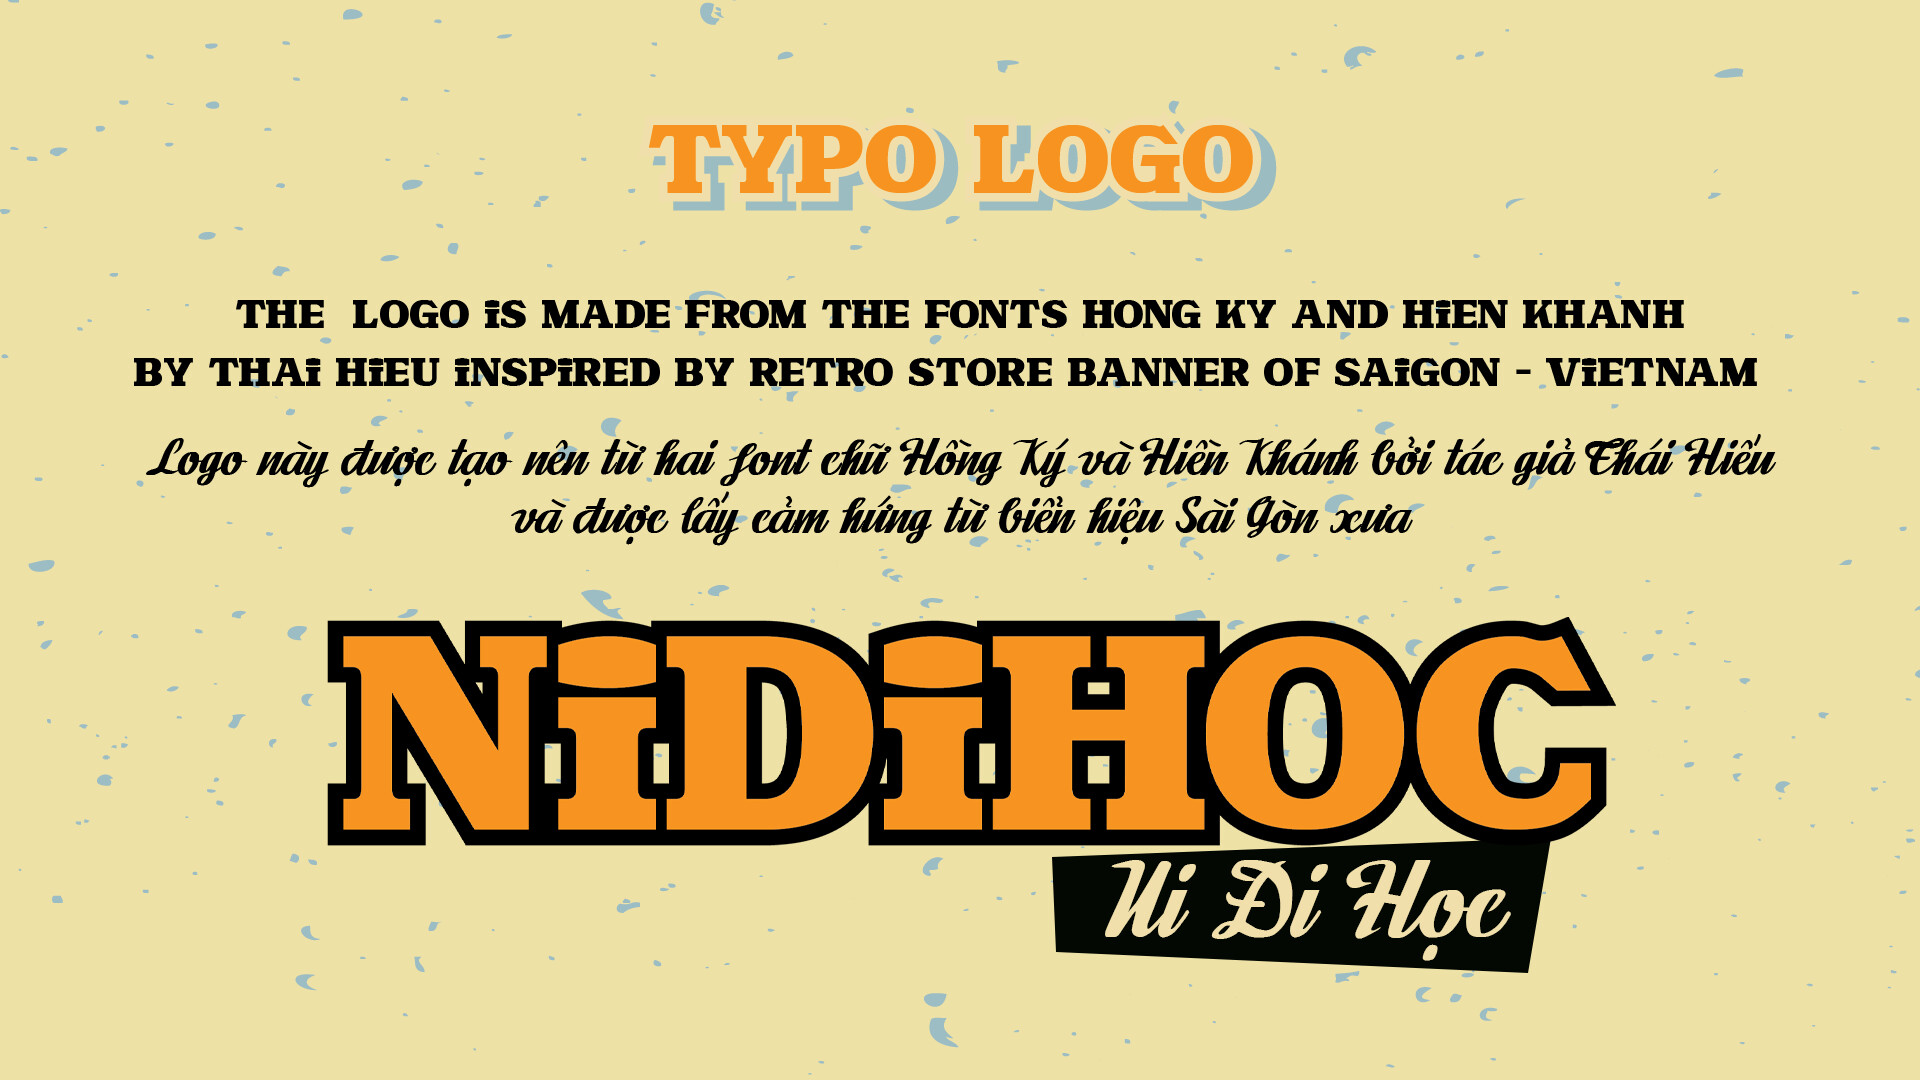 TYPO LOGO
THE LOGO iS MADE FROM THE FONTS HONG KY AND HiEN KHANH
BY THAi HiEU iNSPiRED BY RETRO STORE BANNER OF SAiGON - ViETNAM
Logo này được tạo nên từ hai font chữ Hồng Ký và Hiền Khánh bởi tác giả Thái Hiếu
và được lấy cảm hứng từ biển hiệu Sài Gòn xưa
NiDiHOC
Ni Đi Học